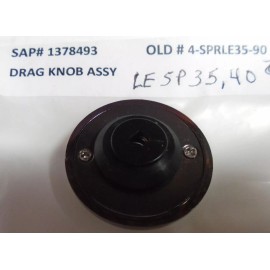 SAP# 1378493 OLD # 4-SPRLE35-90
DRAG KNOB ASSY LE SP35,40